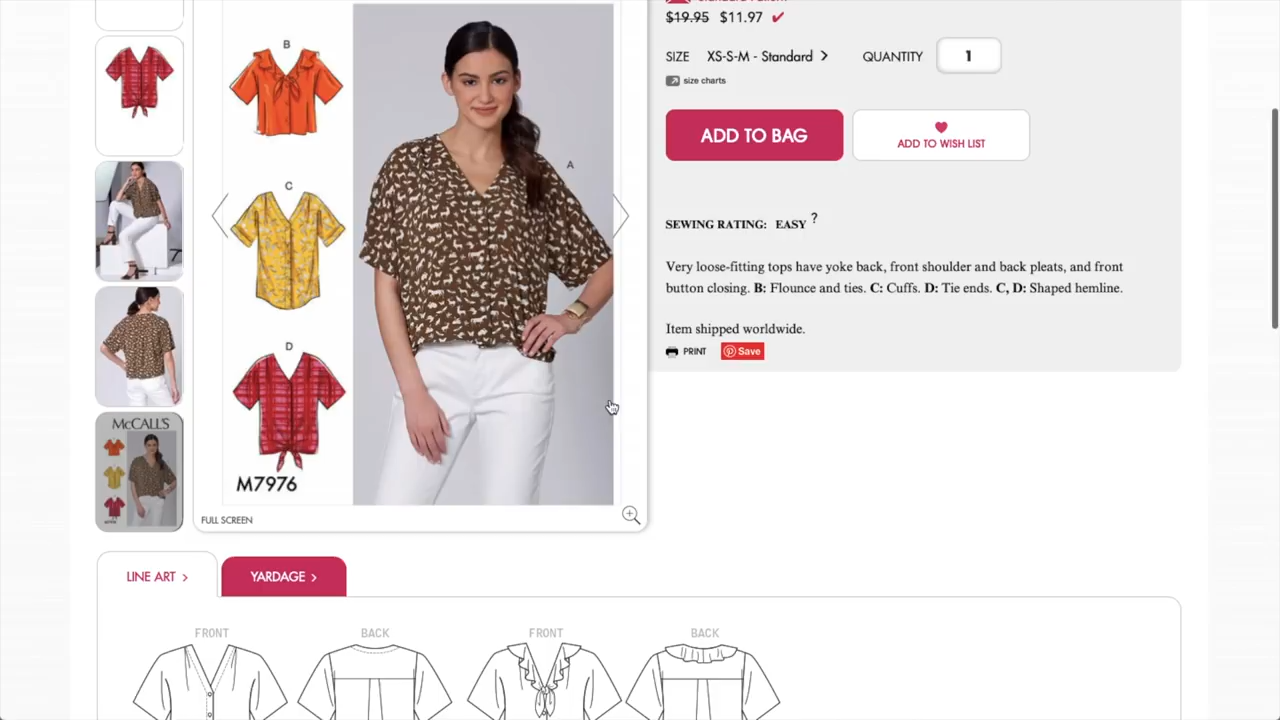 $19.95 $11.97
SIZE XS-S-M - Standard QUANTITY 1
size charts
ADD TO BAG
ADD TO WISH LIST
SEWING RATING: EASY ?
Very loose-fitting tops have yoke back, front shoulder and back pleats, and front
button closing. B: Flounce and ties. C: Cuffs. D: Tie ends. C, D: Shaped hemline.
Item shipped worldwide.
PRINT Save
B
A
C
D
M7976
McCALL'S
FULL SCREEN
LINE ART > YARDAGE >
FRONT BACK FRONT BACK